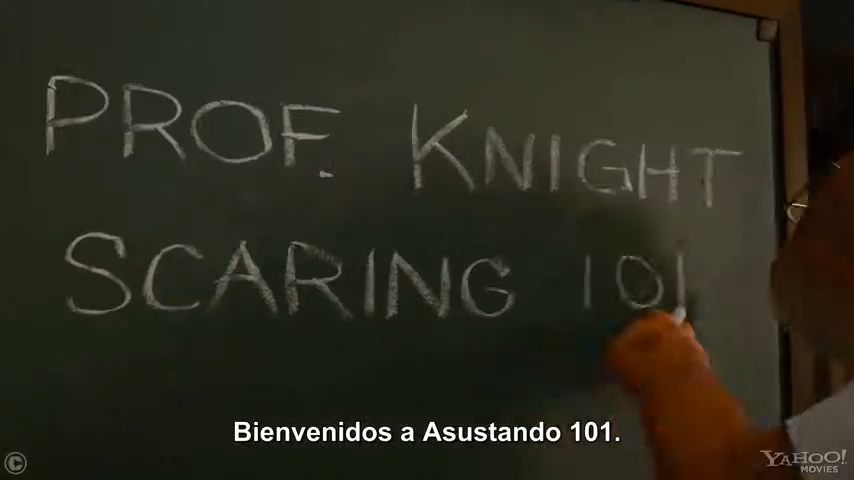 PROF. KNIGHT
SCARING 101
Bienvenidos a Asustando 101.
©
YAHOO!
MOVIES